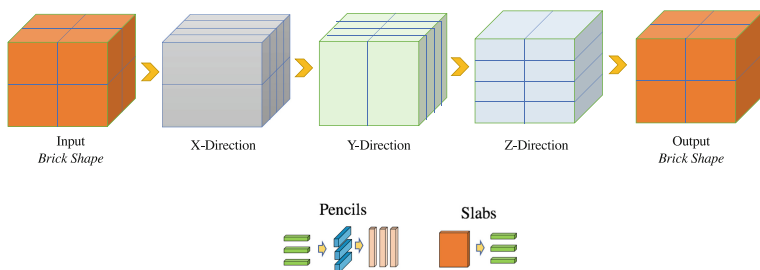 Input
Brick Shape
X-Direction
Y-Direction
Z-Direction
Output
Brick Shape
Pencils
Slabs